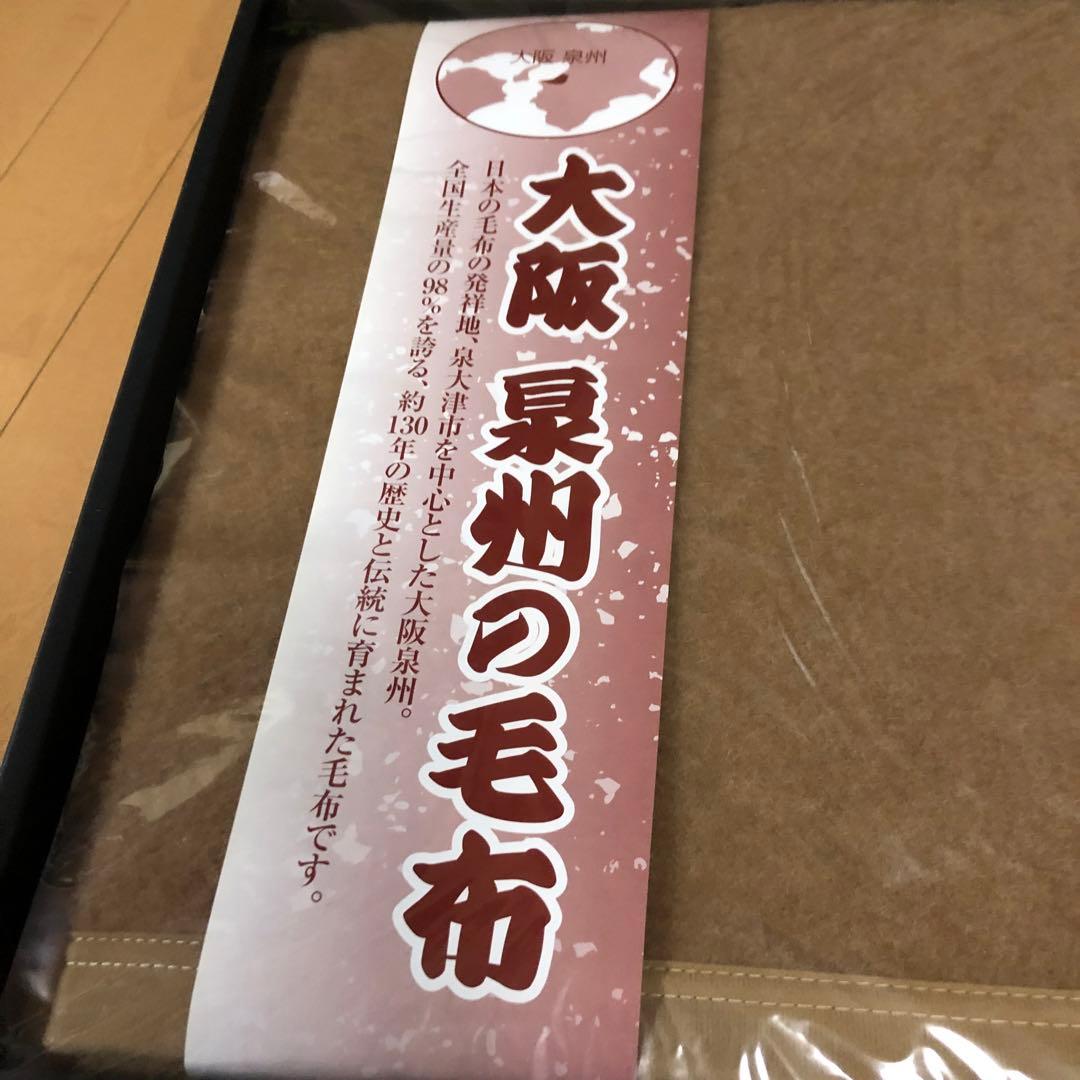 大阪 泉州
大阪 泉州の毛布
日本の毛布の発祥地、泉大津市を中心とした大阪泉州。
全国生産量の98%を誇る、約130年の歴史と伝統に育まれた毛布です。